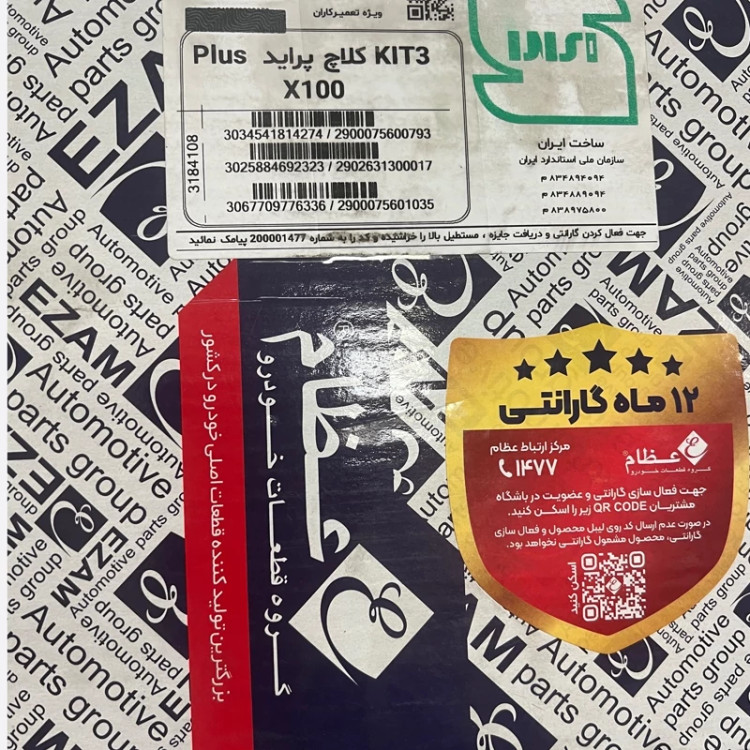 ویژه تعمیرکاران
KIT3 کلاچ پراید Plus
X100
3034541814274 / 2900075600793
3025884692323 / 2902631300017
3067709776336 / 2900075601035
3184108
ساخت ایران
سازمان ملی استاندارد ایران
۸۳۴۸۹۴۰۹۴ م
۸۳۴۸۸۹۰۹۴ م
۸۳۸۹۷۵۸۰۰ م
جهت فعال کردن گارانتی و دریافت جایزه ، مستطیل بالا را خراشیده و کد را به شماره 200001477 پیامک نمائید
عظام
گروه قطعات خودرو
بزرگترین تولید کننده قطعات اصلی خودرو در کشور
۱۲ ماه گارانتی
مرکز ارتباط عظام
۱۴۷۷
عظام
گروه قطعات خودرو
جهت فعال سازی گارانتی و عضویت در باشگاه
مشتریان QR CODE زیر را اسکن کنید.
در صورت عدم ارسال کد روی لیبل محصول و فعال سازی
گارانتی، محصول مشمول گارانتی نخواهد بود.
اسکن کنید
EZAM
Automotive
parts group